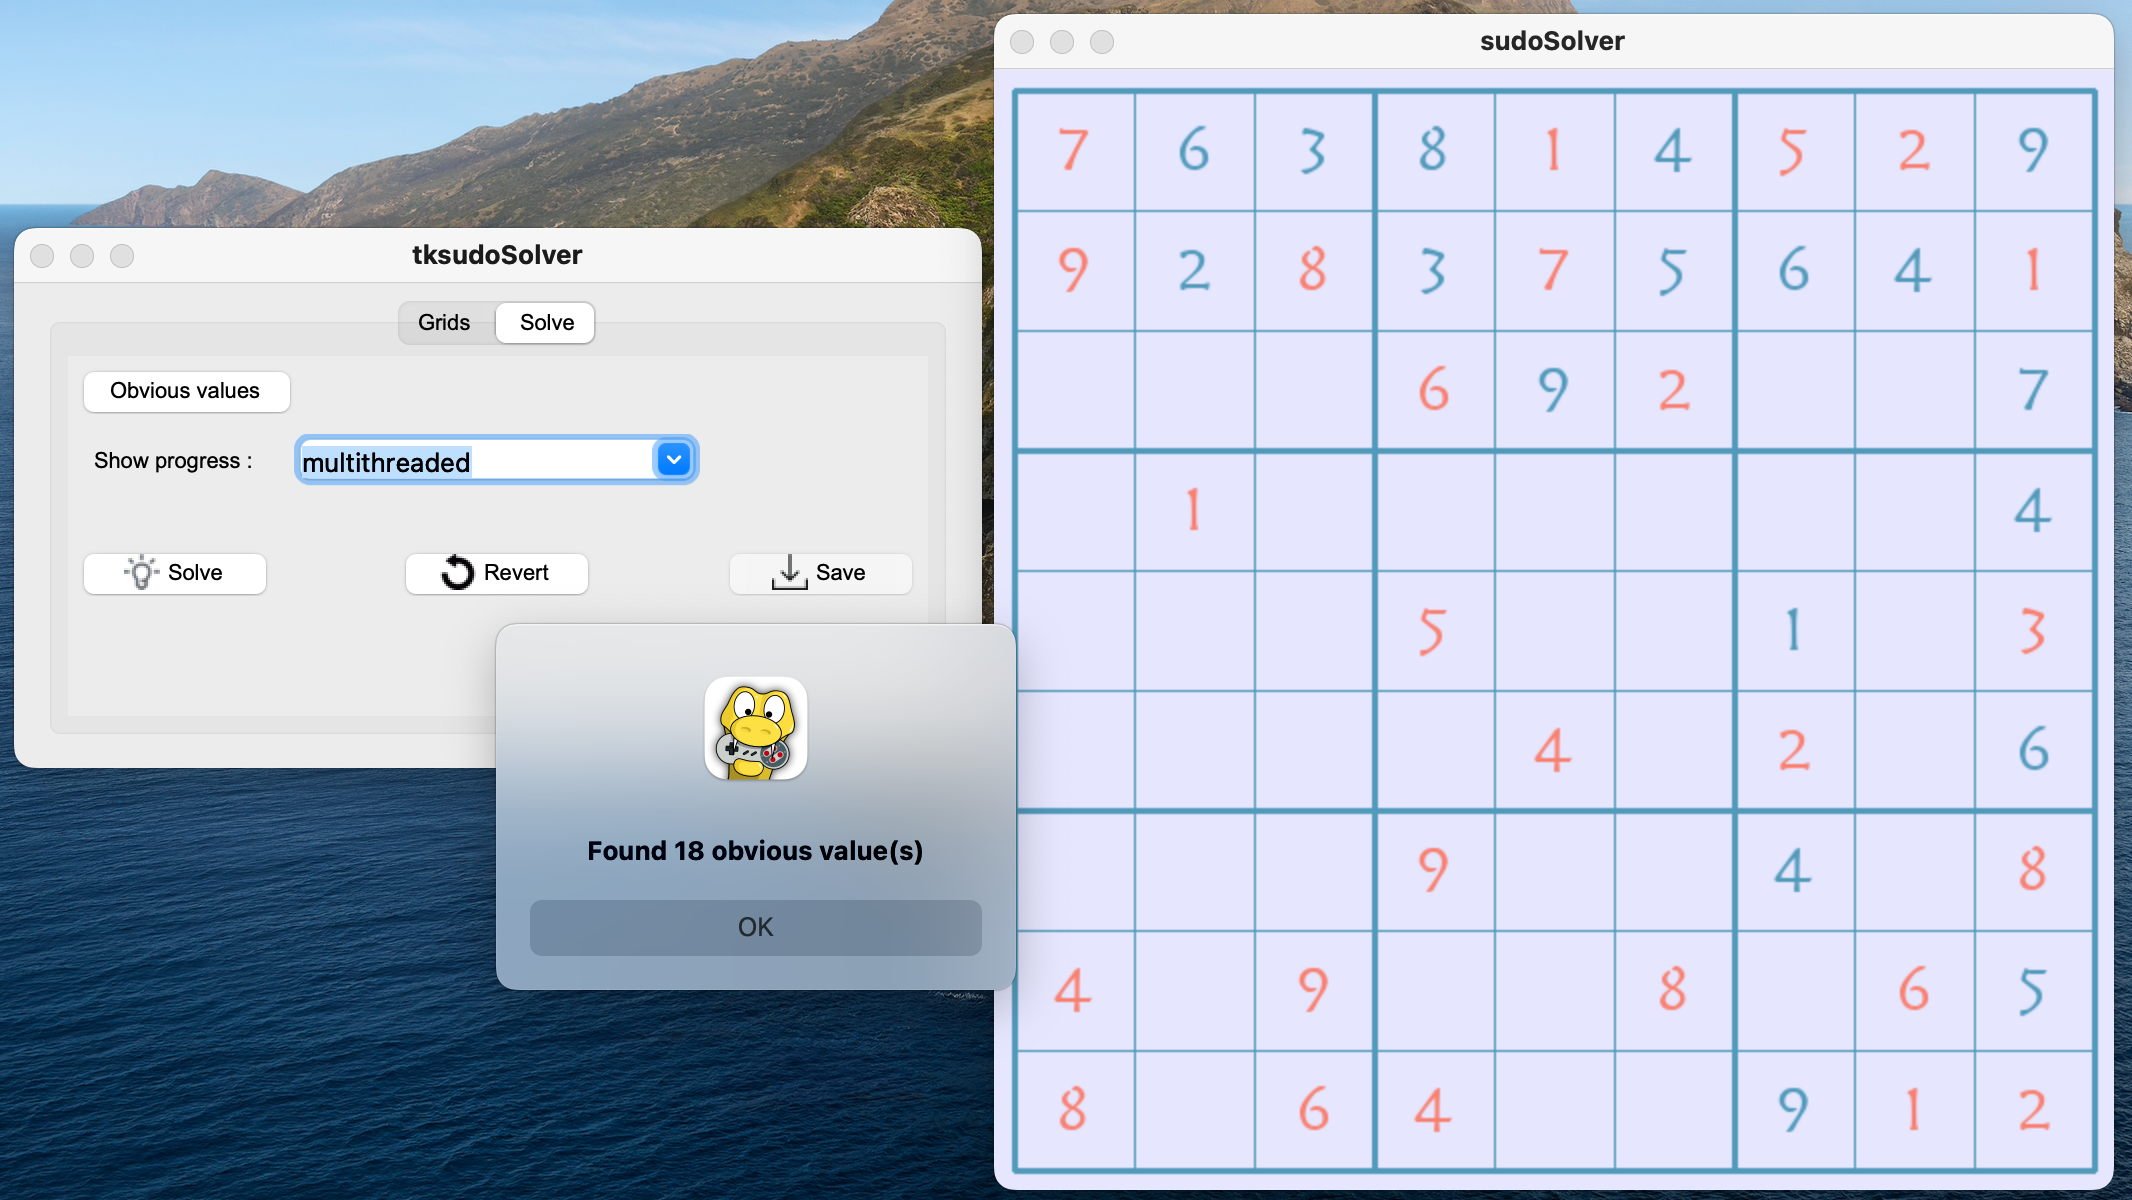 tksudoSolver
Grids Solve
Obvious values
Show progress : multithreaded
Solve Revert Save
Found 18 obvious value(s)
OK
sudoSolver
7 6 3 8 1 4 5 2 9
9 2 8 3 7 5 6 4 1
6 9 2 7
1 4
5 1 3
4 2 6
9 4 8
4 9 8 6 5
8 6 4 9 1 2